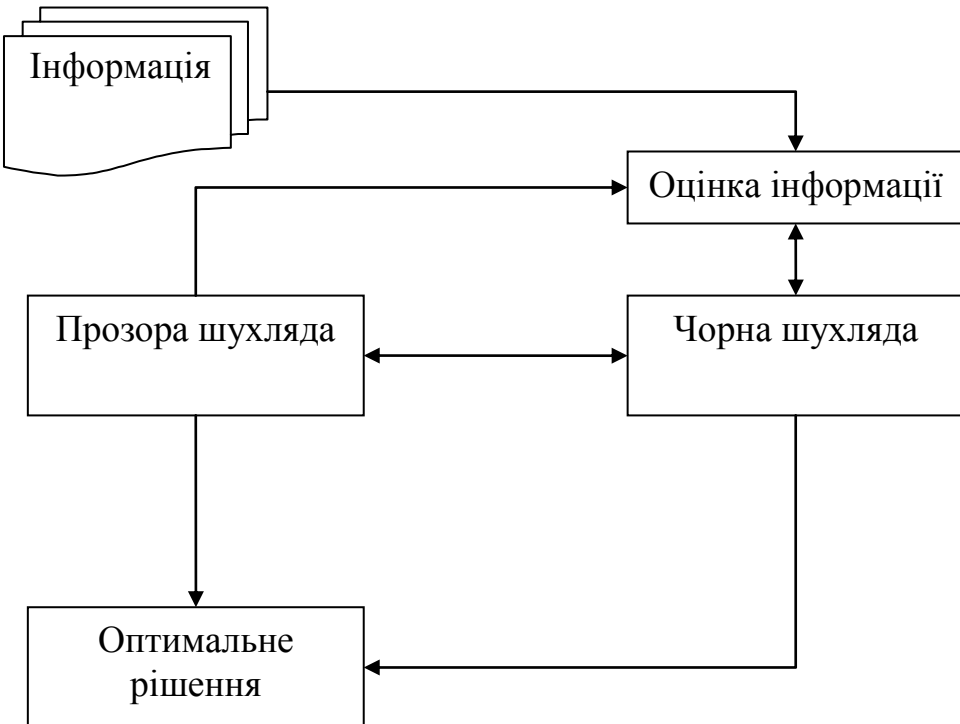 Інформація
Оцінка інформації
Прозора шухляда
Чорна шухляда
Оптимальне
рішення